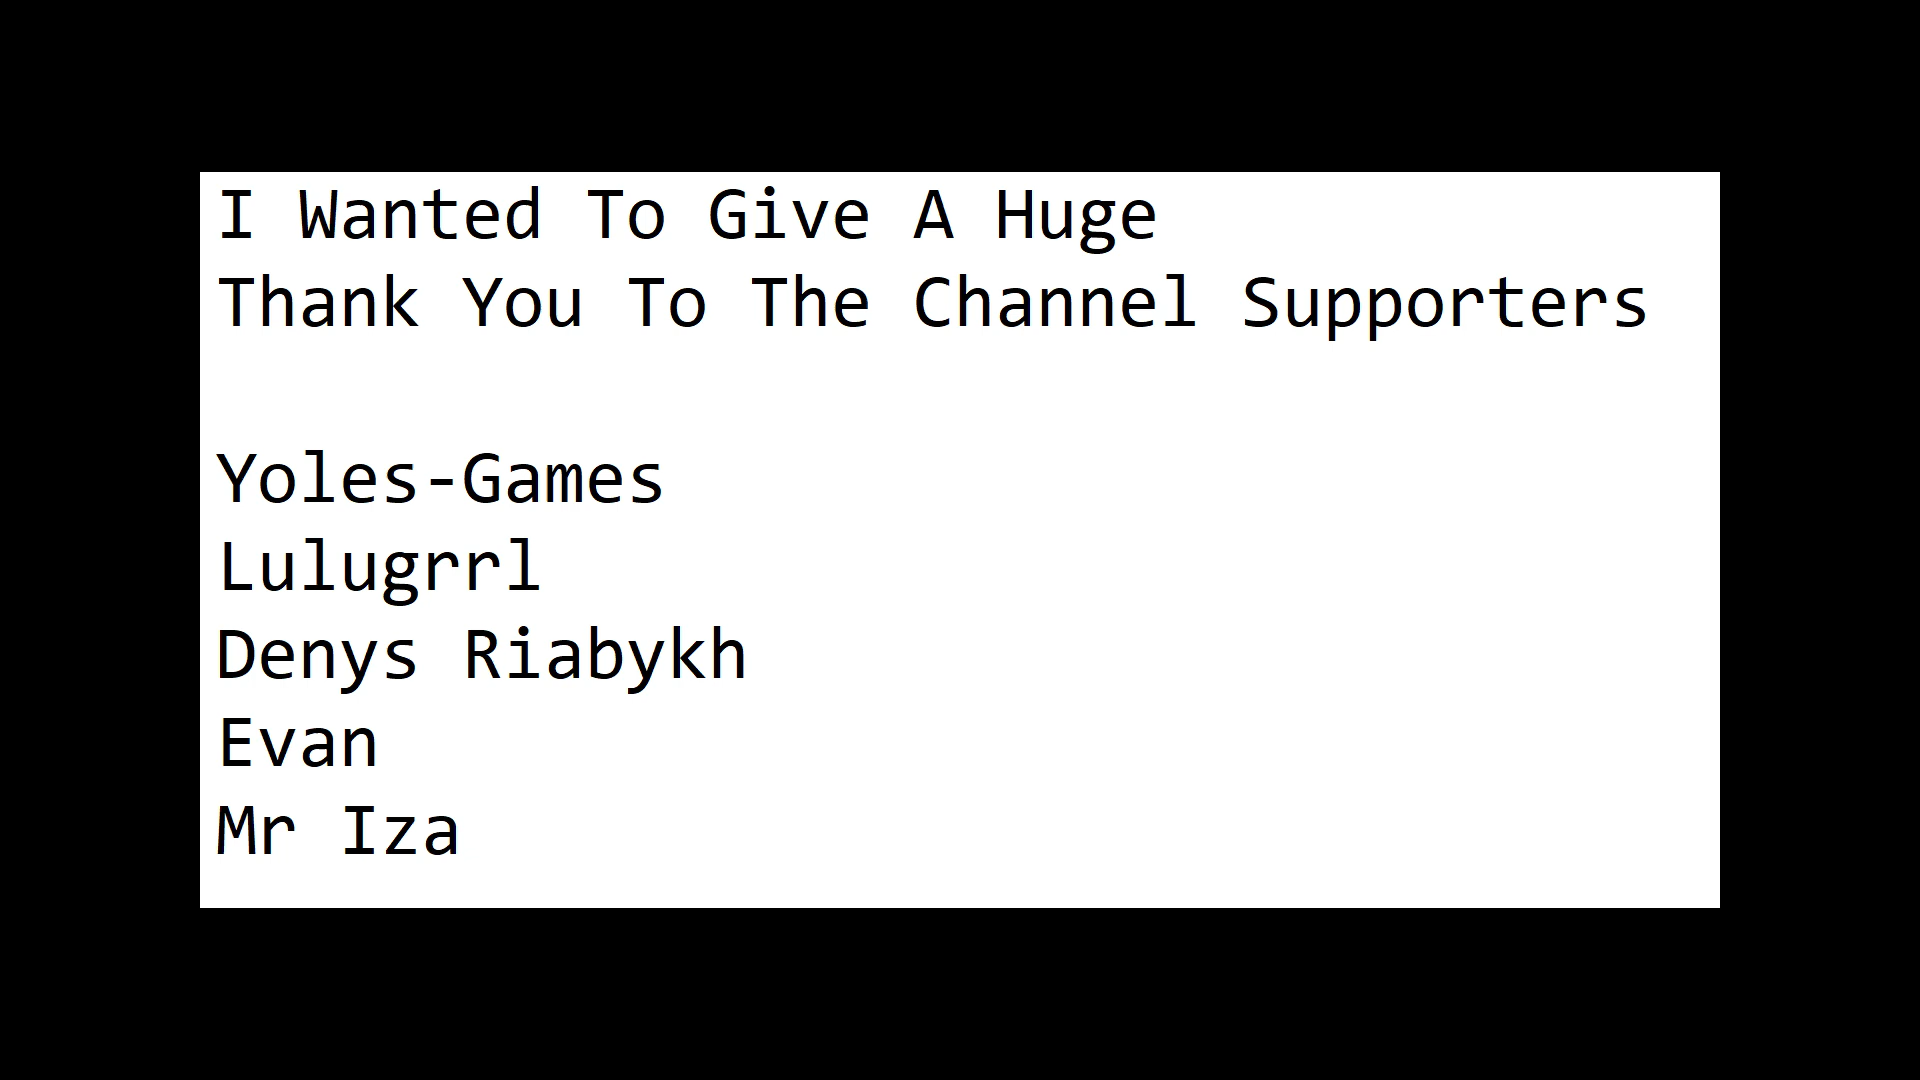 I Wanted To Give A Huge
Thank You To The Channel Supporters
Yoles-Games
Lulugrrl
Denys Riabykh
Evan
Mr Iza